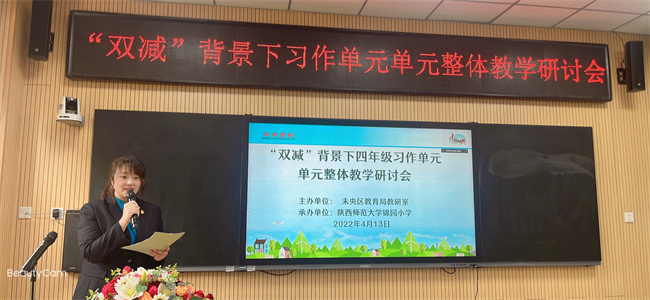 “双减”背景下习作单元单元整体教学研讨会
“双减”背景下四年级习作单元
单元整体教学研讨会
主办单位： 未央区教育局教研室
承办单位：陕西师范大学锦园小学
2022年4月13日
BeautyCam